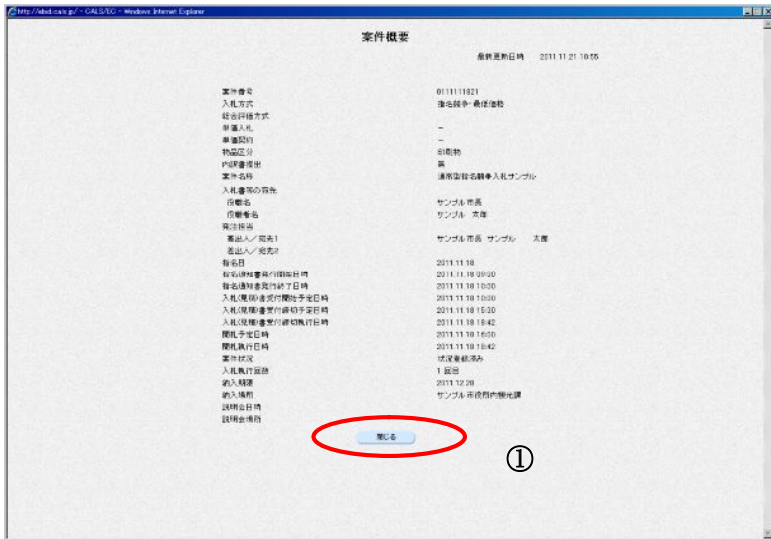 http://ebid.cals.jp/ - CALS/EC - Windows Internet Explorer
案件概要
最終更新日時 2011.11.21 10:55
案件番号 0111111821
入札方式 指名競争・最低価格
総合評価方式
単価入札 －
単価契約 －
物品区分 印刷物
内訳書提出 無
案件名称 通常型指名競争入札サンプル
入札書等の宛先
役職名 サンプル市長
役職者名 サンプル 太郎
発注担当
差出人／宛先1 サンプル市長 サンプル 太郎
差出人／宛先2
指名日 2011.11.18
指名通知書発行開始日時 2011.11.18 09:00
指名通知書発行終了日時 2011.11.18 10:00
入札(見積)書受付開始予定日時 2011.11.18 10:00
入札(見積)書受付締切予定日時 2011.11.18 15:30
入札(見積)書受付締切執行日時 2011.11.18 18:42
開札予定日時 2011.11.18 16:00
開札執行日時 2011.11.18 18:42
案件状況 状況登録済み
入札執行回数 1 回目
納入期限 2011.12.28
納入場所 サンプル市役所内観光課
説明会日時
説明会場所
閉じる
①